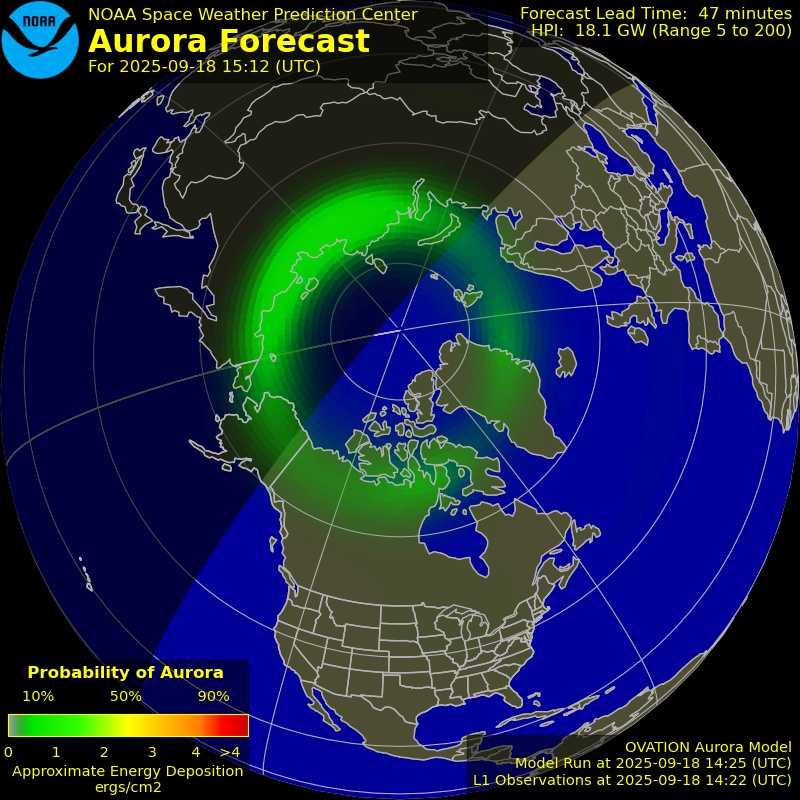 NOAA
NOAA Space Weather Prediction Center
Aurora Forecast
For 2025-09-18 15:12 (UTC)
Forecast Lead Time: 47 minutes
HPI: 18.1 GW (Range 5 to 200)
Probability of Aurora
10% 50% 90%
0 1 2 3 4 >4
Approximate Energy Deposition
ergs/cm2
OVATION Aurora Model
Model Run at 2025-09-18 14:25 (UTC)
L1 Observations at 2025-09-18 14:22 (UTC)